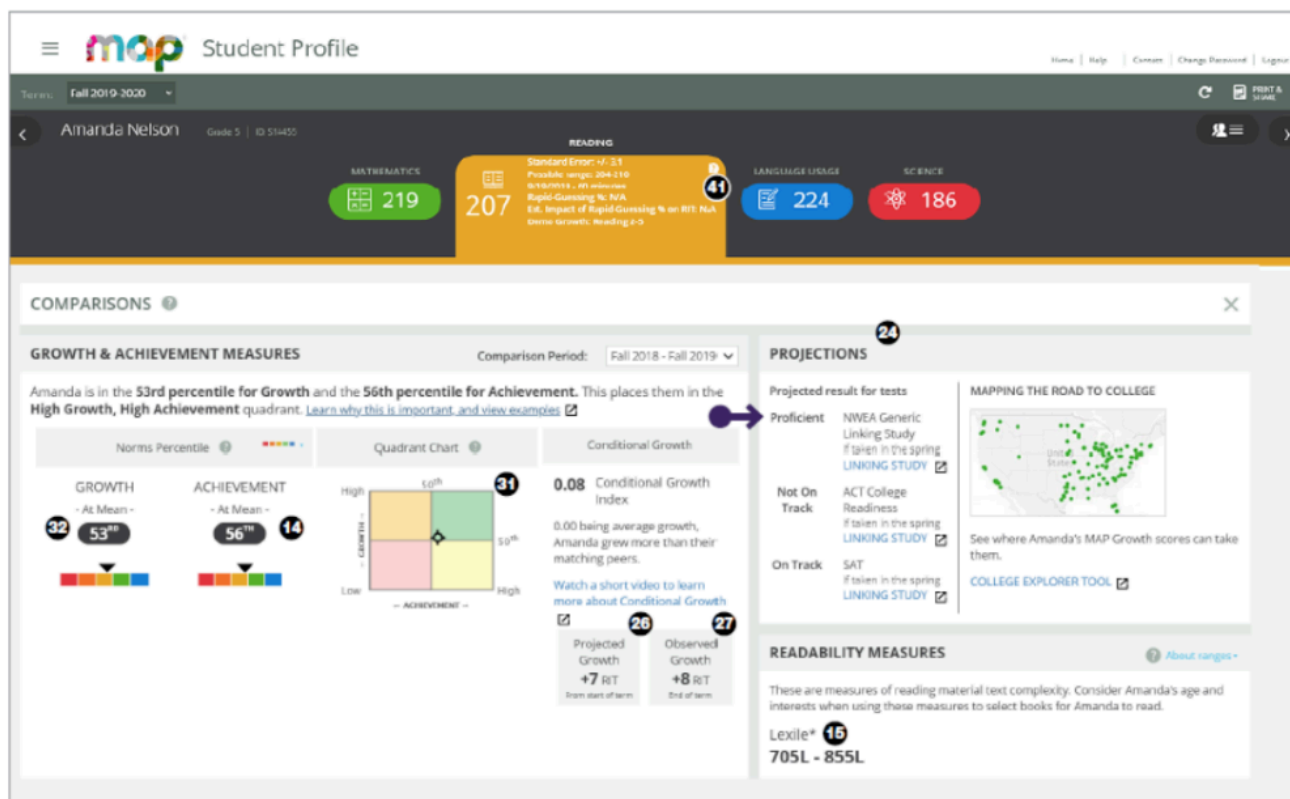 map Student Profile
Home | Help | Contact | Change Password | Logout
Term: Fall 2019-2020
PRINT & SHARE
Amanda Nelson Grade 5 | ID S14455
READING
Standard Error: +/- 3.1
Possible range: 204-210
Rapid-Guessing %: N/A
Est. Impact of Rapid-Guessing % on RIT: N/A
Growth: Reading 2-5
207
41
MATHEMATICS
219
LANGUAGE USAGE
224
SCIENCE
186
COMPARISONS ?
24
GROWTH & ACHIEVEMENT MEASURES
Comparison Period: Fall 2018 - Fall 2019
Amanda is in the 53rd percentile for Growth and the 56th percentile for Achievement. This places them in the
High Growth, High Achievement quadrant. Learn why this is important, and view examples
Norms Percentile ?
GROWTH
- At Mean -
32 53RD
ACHIEVEMENT
- At Mean -
56TH 14
Quadrant Chart ?
31
High
50th
50th
← GROWTH →
Low
High
← ACHIEVEMENT →
Conditional Growth
0.08 Conditional Growth
Index
0.00 being average growth,
Amanda grew more than their
matching peers.
Watch a short video to learn
more about Conditional Growth
26
Projected
Growth
+7 RIT
From start of term
27
Observed
Growth
+8 RIT
End of term
PROJECTIONS
Projected result for tests
Proficient NWEA Generic
Linking Study
If taken in the spring
LINKING STUDY
Not On Track ACT College
Readiness
If taken in the spring
LINKING STUDY
On Track SAT
If taken in the spring
LINKING STUDY
MAPPING THE ROAD TO COLLEGE
United States
See where Amanda's MAP Growth scores can take
them.
COLLEGE EXPLORER TOOL
READABILITY MEASURES
? About ranges
These are measures of reading material text complexity. Consider Amanda's age and
interests when using these measures to select books for Amanda to read.
Lexile* 15
705L - 855L